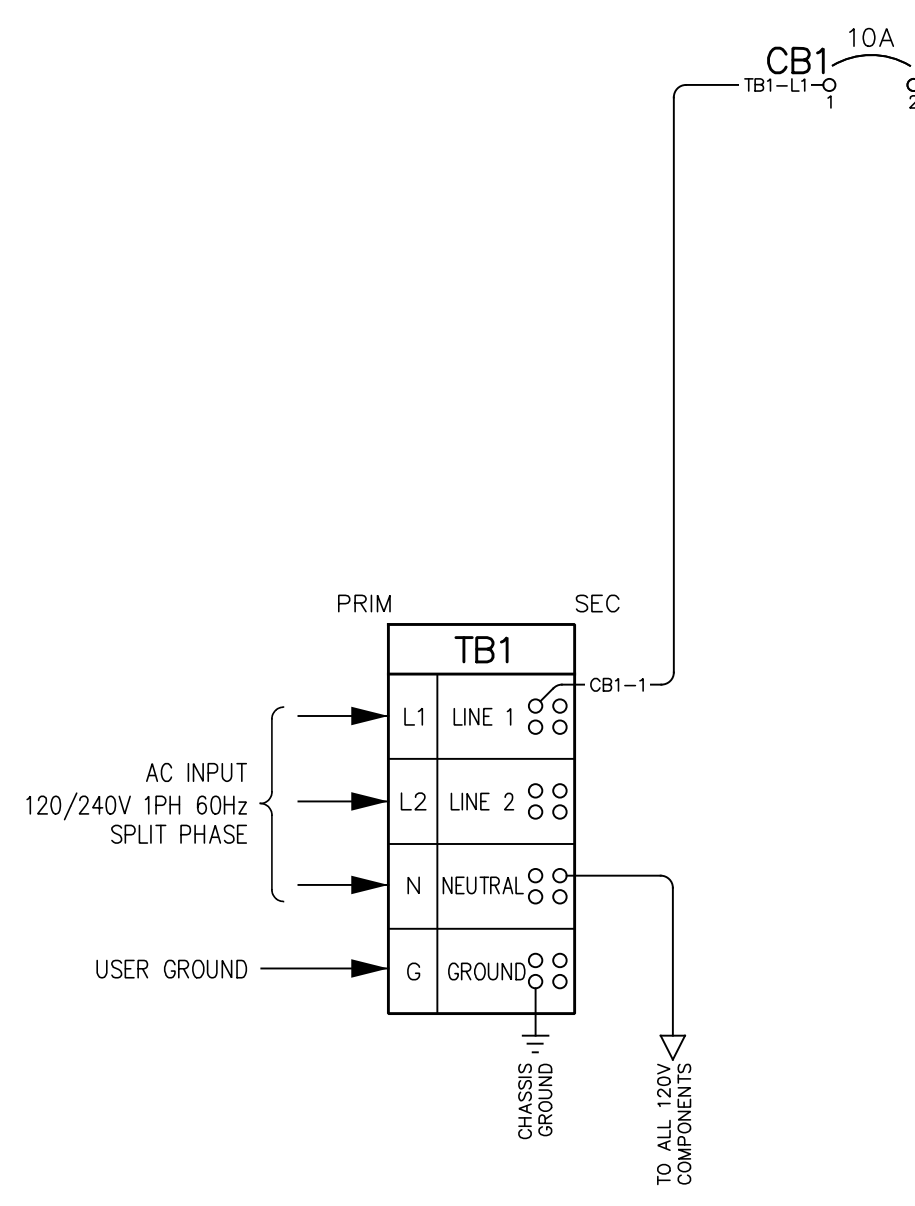 10A
CB1
TB1-L1
1
2
PRIM
SEC
TB1
CB1-1
L1 LINE 1
AC INPUT
120/240V 1PH 60Hz
SPLIT PHASE
L2 LINE 2
N NEUTRAL
USER GROUND
G GROUND
CHASSIS
GROUND
TO ALL 120V
COMPONENTS